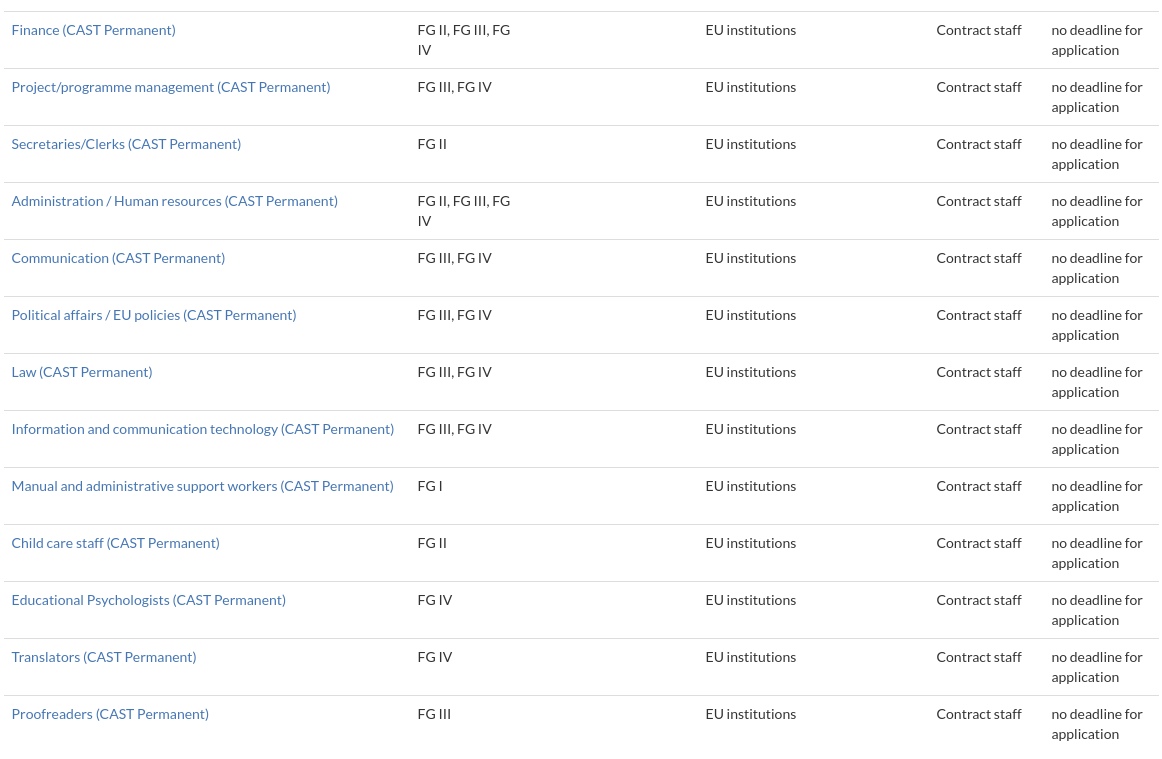 Finance (CAST Permanent) FG II, FG III, FG EU institutions Contract staff no deadline for
IV application
Project/programme management (CAST Permanent) FG III, FG IV EU institutions Contract staff no deadline for
application
Secretaries/Clerks (CAST Permanent) FG II EU institutions Contract staff no deadline for
application
Administration / Human resources (CAST Permanent) FG II, FG III, FG EU institutions Contract staff no deadline for
IV application
Communication (CAST Permanent) FG III, FG IV EU institutions Contract staff no deadline for
application
Political affairs / EU policies (CAST Permanent) FG III, FG IV EU institutions Contract staff no deadline for
application
Law (CAST Permanent) FG III, FG IV EU institutions Contract staff no deadline for
application
Information and communication technology (CAST Permanent) FG III, FG IV EU institutions Contract staff no deadline for
application
Manual and administrative support workers (CAST Permanent) FG I EU institutions Contract staff no deadline for
application
Child care staff (CAST Permanent) FG II EU institutions Contract staff no deadline for
application
Educational Psychologists (CAST Permanent) FG IV EU institutions Contract staff no deadline for
application
Translators (CAST Permanent) FG IV EU institutions Contract staff no deadline for
application
Proofreaders (CAST Permanent) FG III EU institutions Contract staff no deadline for
application